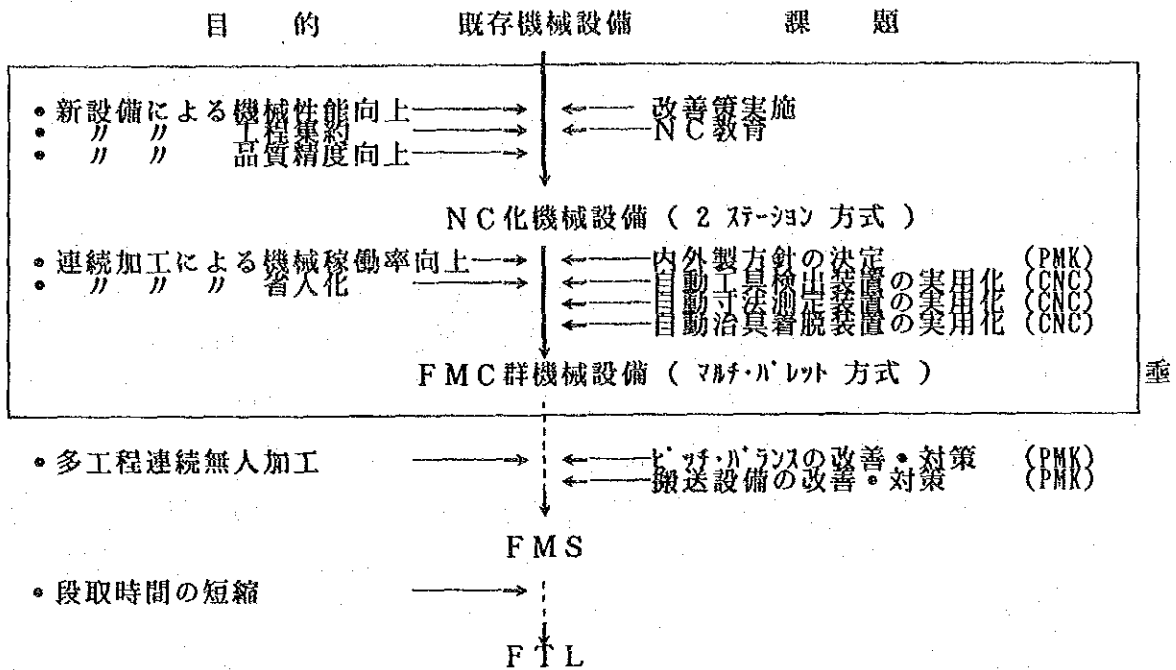 目 的 既存機械設備 課 題
• 新設備による機械性能向上 改善策実施
• 〃 〃 工程集約 NC教育
• 〃 〃 品質精度向上
NC化機械設備 ( 2 ステーション 方式 )
• 連続加工による機械稼働率向上 内外製方針の決定 (PMK)
• 〃 〃 〃 省人化 自動工具検出装置の実用化 (CNC)
自動寸法測定装置の実用化 (CNC)
自動治具着脱装置の実用化 (CNC)
FMC群機械設備 ( マルチ・パレット 方式 )
• 多工程連続無人加工 ピッチ・バランスの改善・対策 (PMK)
搬送設備の改善・対策 (PMK)
FMS
• 段取時間の短縮
FTL